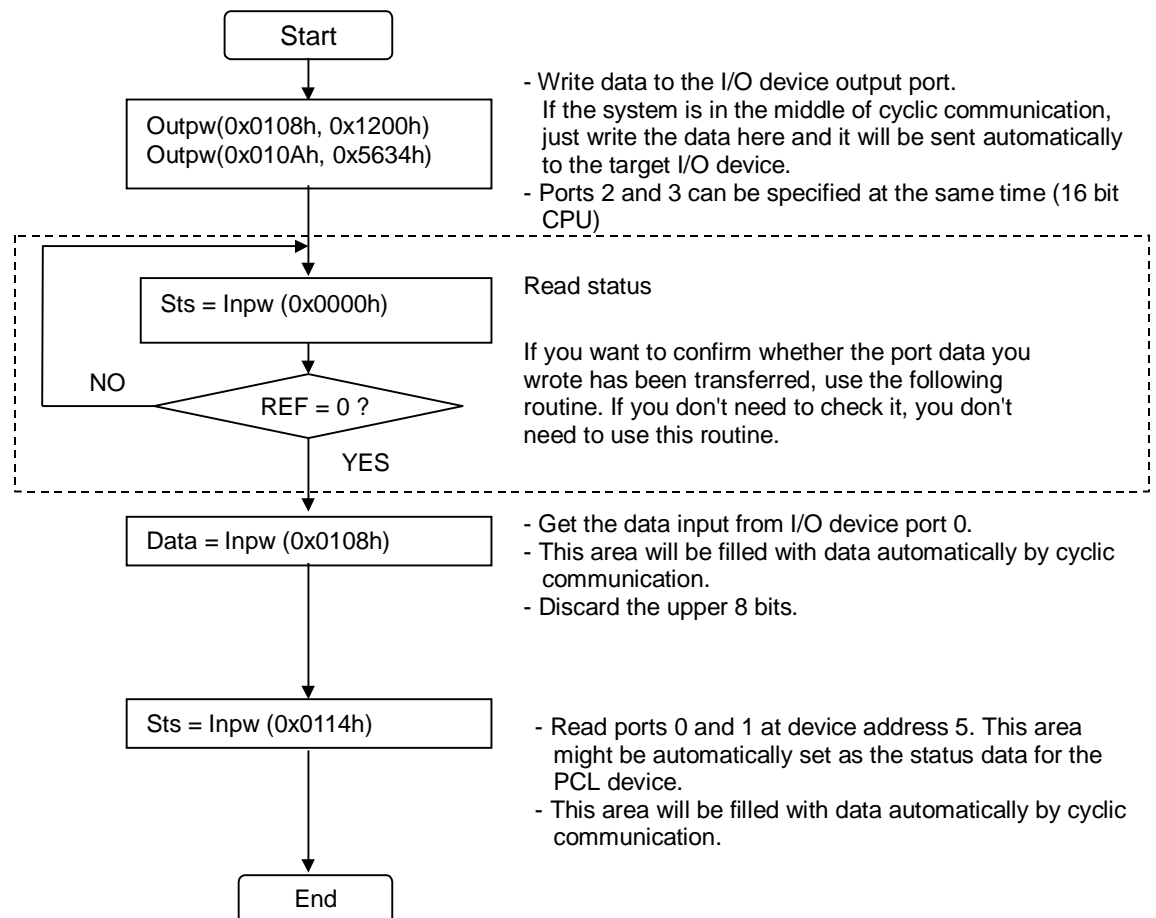 Start
Outpw(0x0108h, 0x1200h)
Outpw(0x010Ah, 0x5634h)
- Write data to the I/O device output port.
If the system is in the middle of cyclic communication,
just write the data here and it will be sent automatically
to the target I/O device.
- Ports 2 and 3 can be specified at the same time (16 bit
CPU)
Sts = Inpw (0x0000h)
Read status
If you want to confirm whether the port data you
wrote has been transferred, use the following
routine. If you don't need to check it, you don't
need to use this routine.
NO
REF = 0 ?
YES
Data = Inpw (0x0108h)
- Get the data input from I/O device port 0.
- This area will be filled with data automatically by cyclic
communication.
- Discard the upper 8 bits.
Sts = Inpw (0x0114h)
- Read ports 0 and 1 at device address 5. This area
might be automatically set as the status data for the
PCL device.
- This area will be filled with data automatically by cyclic
communication.
End